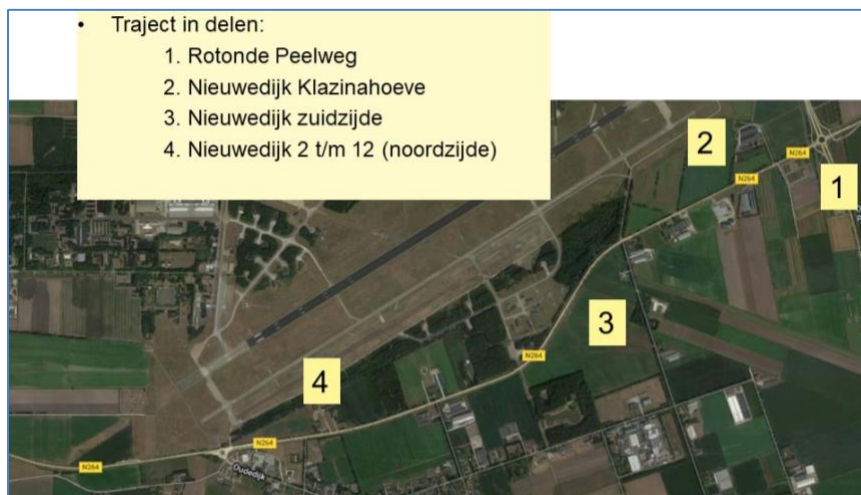 • Traject in delen:
1. Rotonde Peelweg
2. Nieuwedijk Klazinahoeve
3. Nieuwedijk zuidzijde
4. Nieuwedijk 2 t/m 12 (noordzijde)
2
N264
1
N264
3
N264
4
N264
N264
Oudedijk